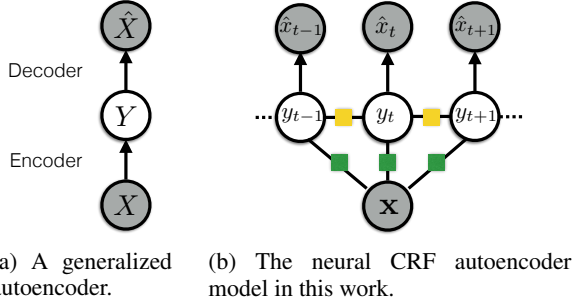 X̂
Decoder
Y
Encoder
X
x̂ₜ₋₁ x̂ₜ x̂ₜ₊₁
yₜ₋₁ yₜ yₜ₊₁
x
a) A generalized
autoencoder.
(b) The neural CRF autoencoder
model in this work.